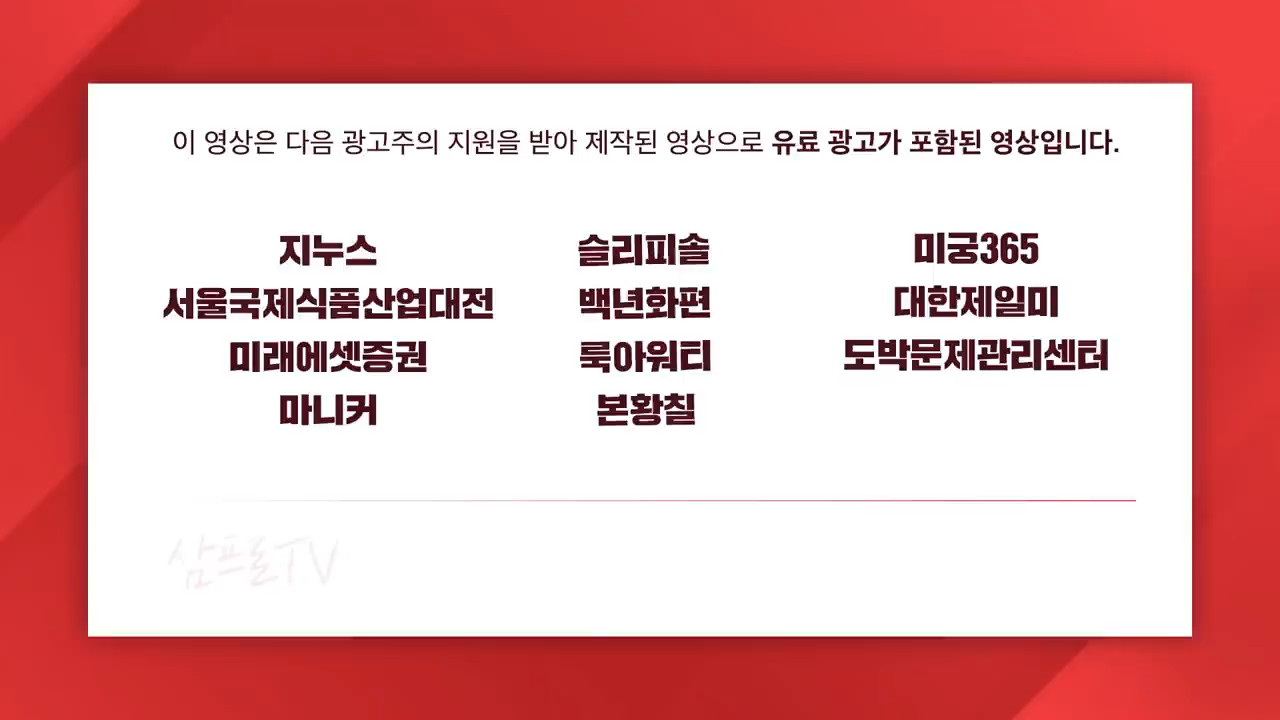 이 영상은 다음 광고주의 지원을 받아 제작된 영상으로 유료 광고가 포함된 영상입니다.
지누스 슬리피솔 미궁365
서울국제식품산업대전 백년화편 대한제일미
미래에셋증권 룩아워티 도박문제관리센터
마니커 본황칠
삼프로TV